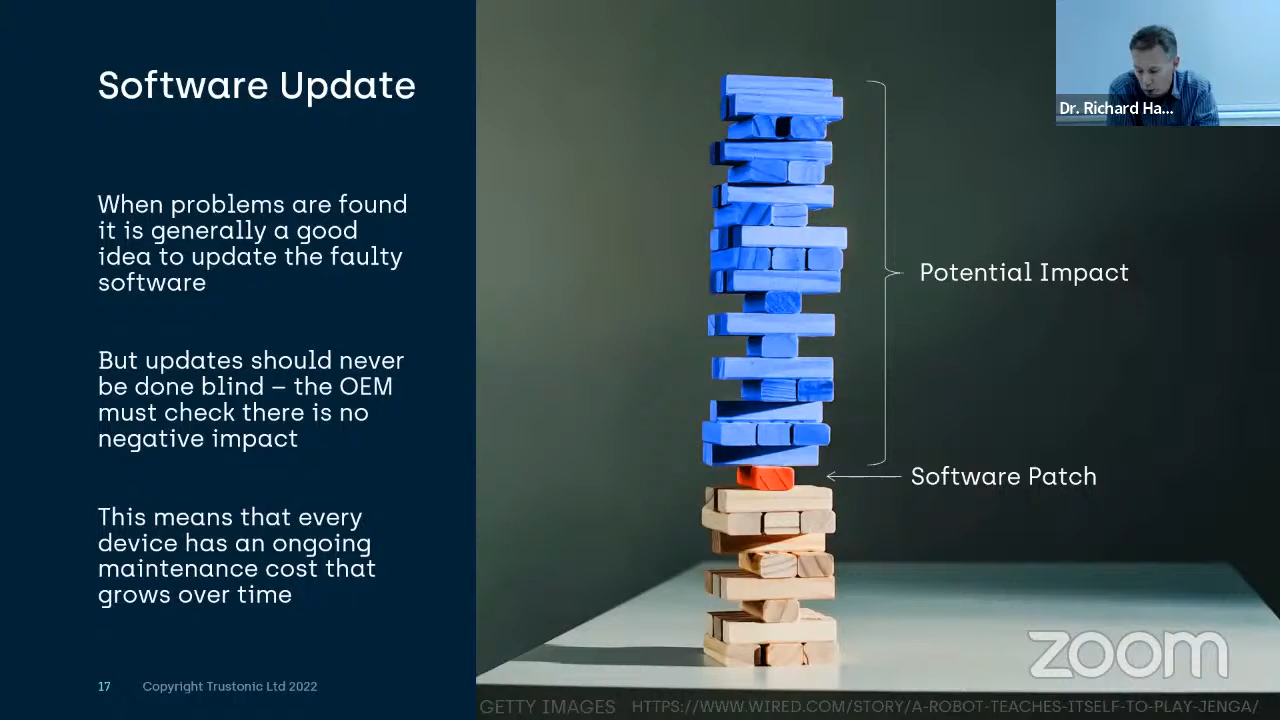 Software Update
When problems are found
it is generally a good
idea to update the faulty
software
But updates should never
be done blind – the OEM
must check there is no
negative impact
This means that every
device has an ongoing
maintenance cost that
grows over time
17 Copyright Trustonic Ltd 2022
Dr. Richard Ha...
Potential Impact
Software Patch
zoom
GETTY IMAGES HTTPS://WWW.WIRED.COM/STORY/A-ROBOT-TEACHES-ITSELF-TO-PLAY-JENGA/